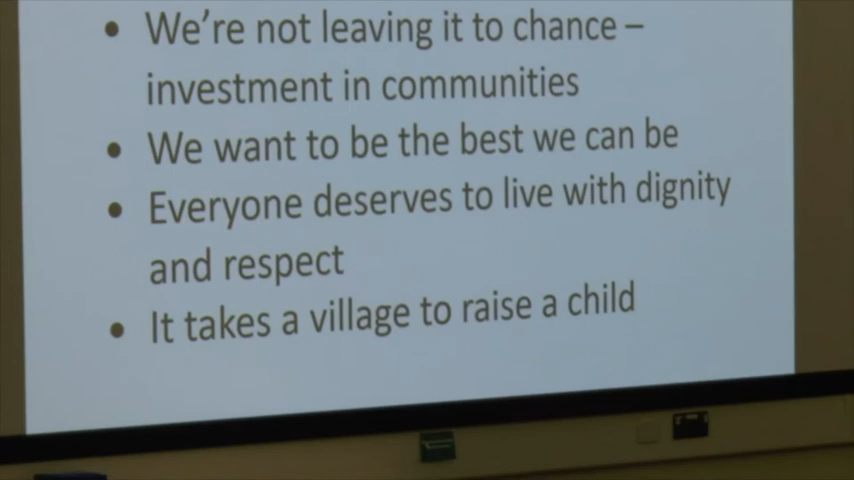 • We’re not leaving it to chance –
investment in communities
• We want to be the best we can be
• Everyone deserves to live with dignity
and respect
• It takes a village to raise a child